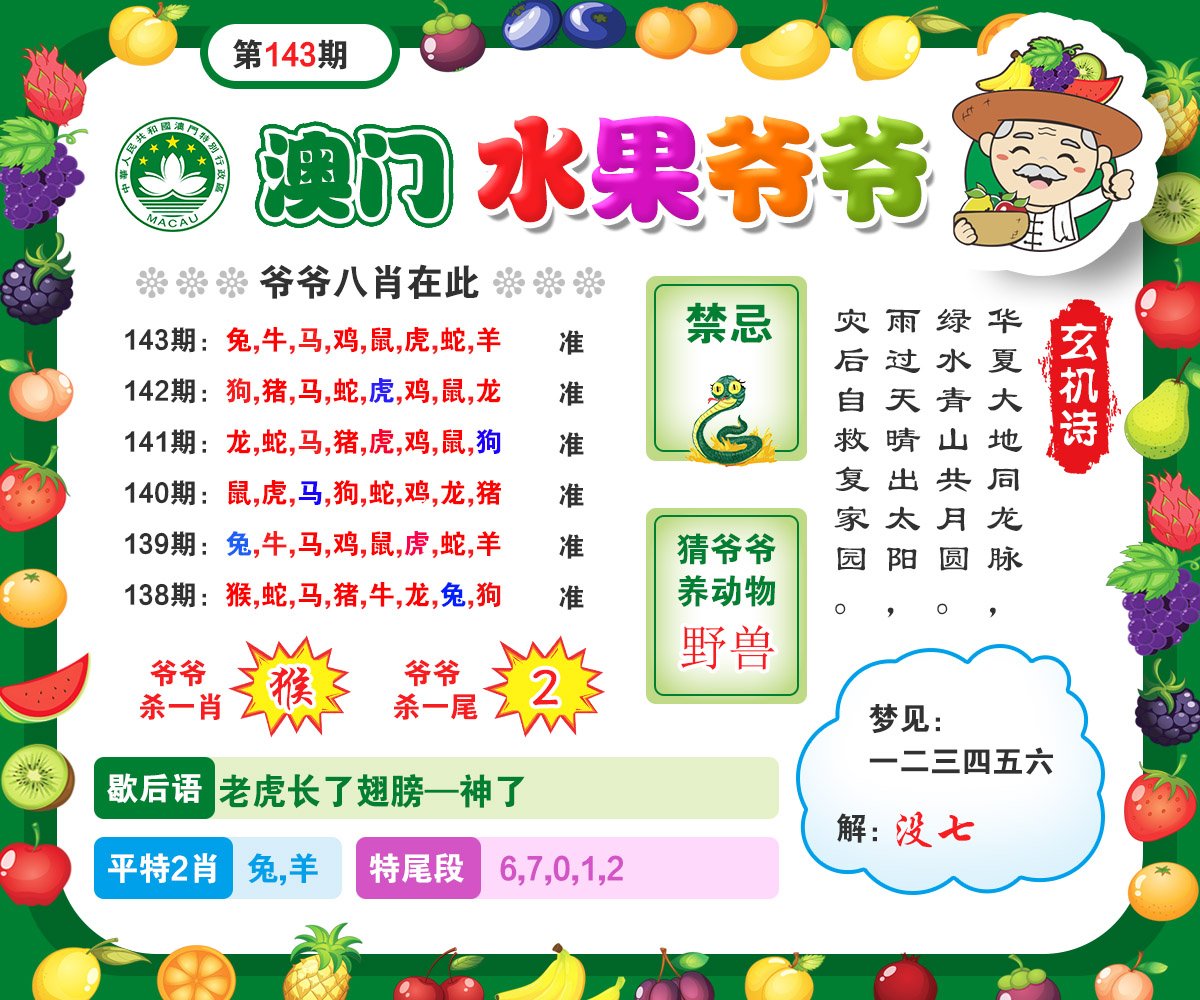 第143期
中華人民共和國澳門特別行政區
MACAU
澳门 水果爷爷
爷爷八肖在此
143期：兔,牛,马,鸡,鼠,虎,蛇,羊 准
142期：狗,猪,马,蛇,虎,鸡,鼠,龙 准
141期：龙,蛇,马,猪,虎,鸡,鼠,狗 准
140期：鼠,虎,马,狗,蛇,鸡,龙,猪 准
139期：兔,牛,马,鸡,鼠,虎,蛇,羊 准
138期：猴,蛇,马,猪,牛,龙,兔,狗 准
爷爷
杀一肖
猴
爷爷
杀一尾
2
禁忌
猜爷爷
养动物
野兽
玄机诗
华夏大地同龙脉，
绿水青山共月圆。
雨过天晴出太阳，
灾后自救复家园。
歇后语 老虎长了翅膀—神了
平特2肖 兔,羊
特尾段 6,7,0,1,2
梦见：
一二三四五六
解：没七